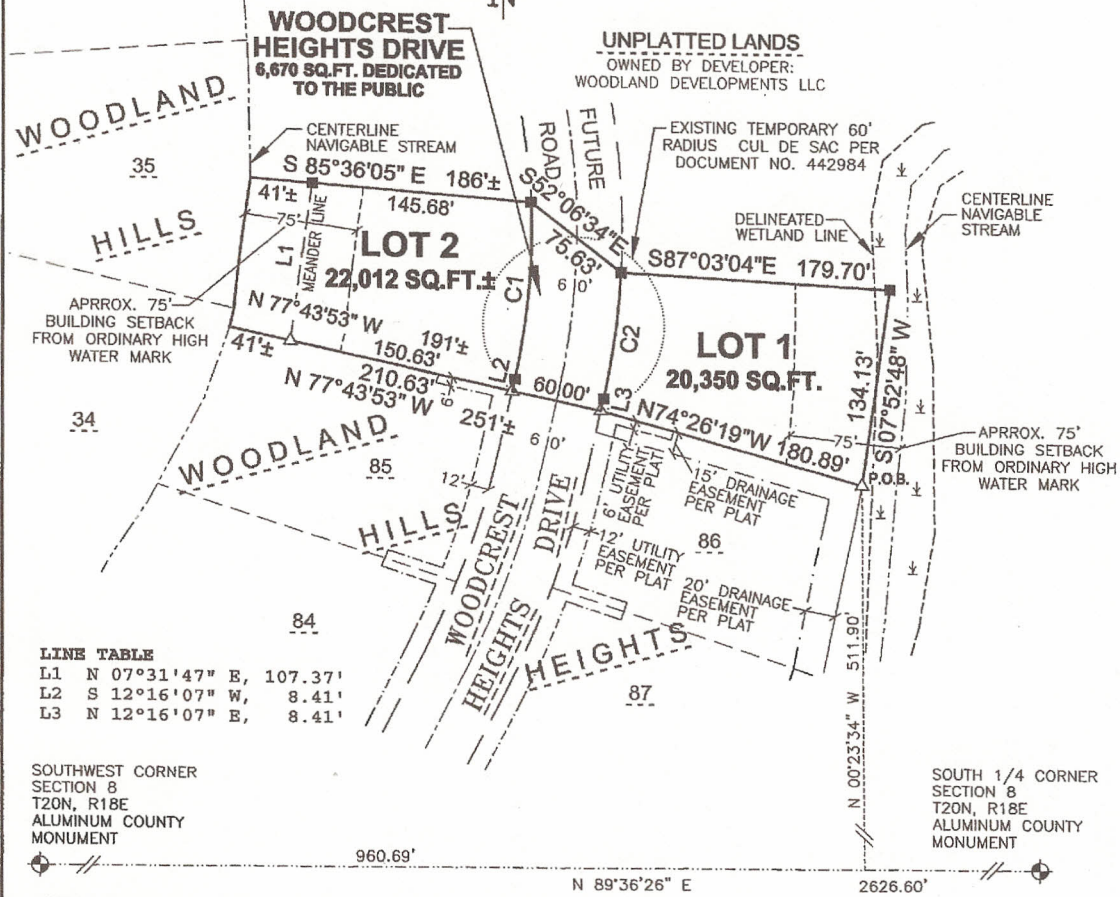 N
WOODCREST
HEIGHTS DRIVE
6,670 SQ.FT. DEDICATED
TO THE PUBLIC
UNPLATTED LANDS
OWNED BY DEVELOPER:
WOODLAND DEVELOPMENTS LLC
WOODLAND
35
HILLS
CENTERLINE
NAVIGABLE STREAM
S 85°36'05" E 186'±
41'±
145.68'
75'
L1
MEANDER LINE
LOT 2
22,012 SQ.FT.±
ROAD
FUTURE
EXISTING TEMPORARY 60'
RADIUS CUL DE SAC PER
DOCUMENT NO. 442984
S52°06'34"E
75.63'
60'
C1
C2
DELINEATED
WETLAND LINE
CENTERLINE
NAVIGABLE
STREAM
S87°03'04"E 179.70'
LOT 1
20,350 SQ.FT.
134.13'
S 07°52'48" W
APRROX. 75'
BUILDING SETBACK
FROM ORDINARY HIGH
WATER MARK
N 77°43'53" W
191'±
150.63'
41'±
210.63'
N 77°43'53" W
251'±
6'
L2
60.00'
L3
N74°26'19"W 180.89'
75'
APRROX. 75'
BUILDING SETBACK
FROM ORDINARY HIGH
WATER MARK
P.O.B.
34
WOODLAND
85
HILLS
12'
60'
6' UTILITY
EASEMENT
PER PLAT
15' DRAINAGE
EASEMENT
PER PLAT
86
12' UTILITY
EASEMENT
PER PLAT
20' DRAINAGE
EASEMENT
PER PLAT
WOODCREST
HEIGHTS
DRIVE
84
HEIGHTS
87
N 00°23'34" W 511.90'
LINE TABLE
L1 N 07°31'47" E, 107.37'
L2 S 12°16'07" W, 8.41'
L3 N 12°16'07" E, 8.41'
SOUTHWEST CORNER
SECTION 8
T20N, R18E
ALUMINUM COUNTY
MONUMENT
SOUTH 1/4 CORNER
SECTION 8
T20N, R18E
ALUMINUM COUNTY
MONUMENT
960.69'
N 89°36'26" E 2626.60'